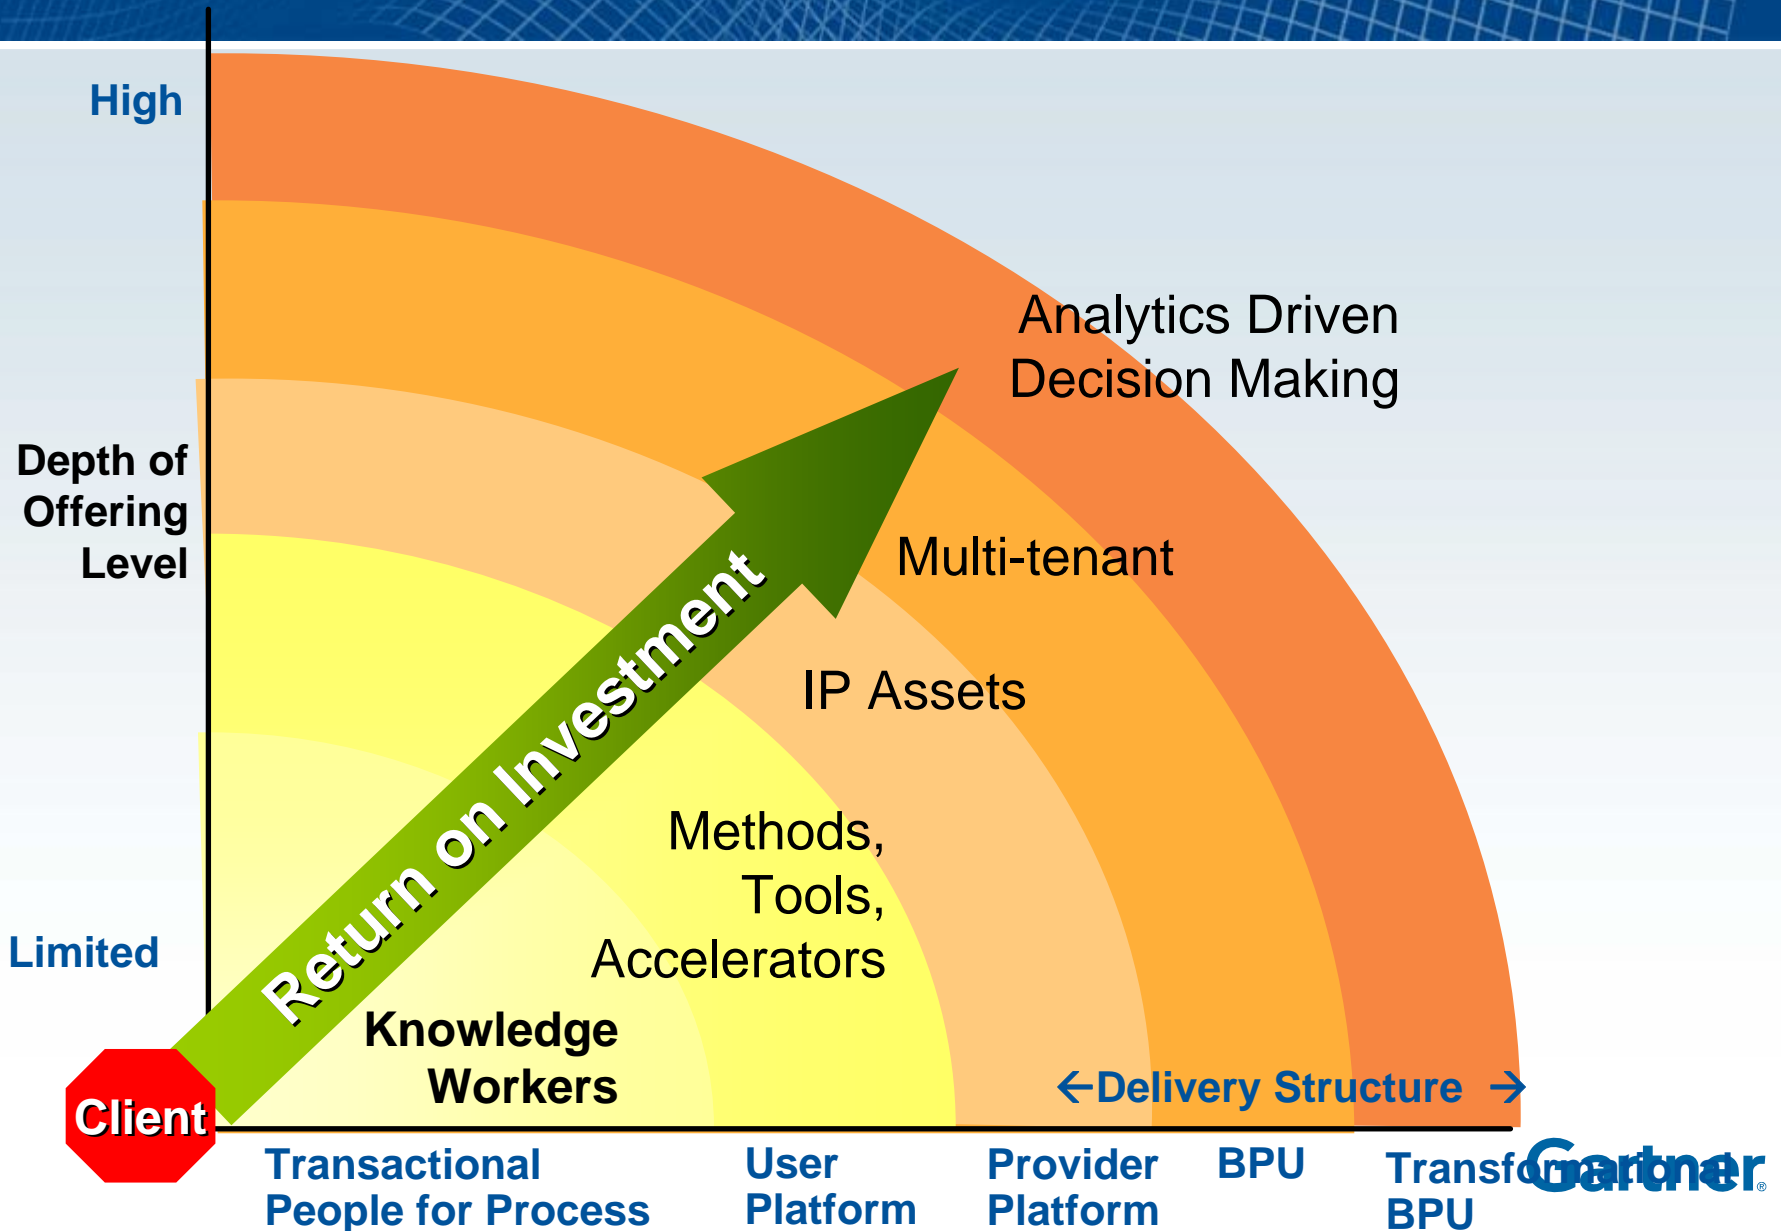 High
Analytics Driven
Decision Making
Depth of
Offering
Level
Multi-tenant
Return on Investment
IP Assets
Methods,
Tools,
Accelerators
Limited
Knowledge
Workers
←Delivery Structure →
Client
Transactional
People for Process
User
Platform
Provider
Platform
BPU
Transformational
BPU
Gartner®